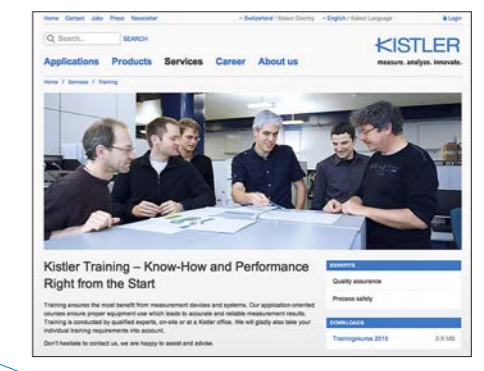 Home Contact Jobs Press Newsletter
Switzerland / Select Country
English / Select Language
Login
Search...
SEARCH
KISTLER
measure. analyze. innovate.
Applications Products Services Career About us
Home / Services / Training
Kistler Training – Know-How and Performance
Right from the Start
Training ensures the most benefit from measurement devices and systems. Our application-oriented
courses ensure proper equipment use which leads to accurate and reliable measurement results.
Training is conducted by qualified experts, on-site or at a Kistler office. We will gladly also take your
individual training requirements into account.
Don't hesitate to contact us, we are happy to assist and advise.
BENEFITS
Quality assurance
Process safety
DOWNLOADS
Trainingskurse 2015 0.9 MB